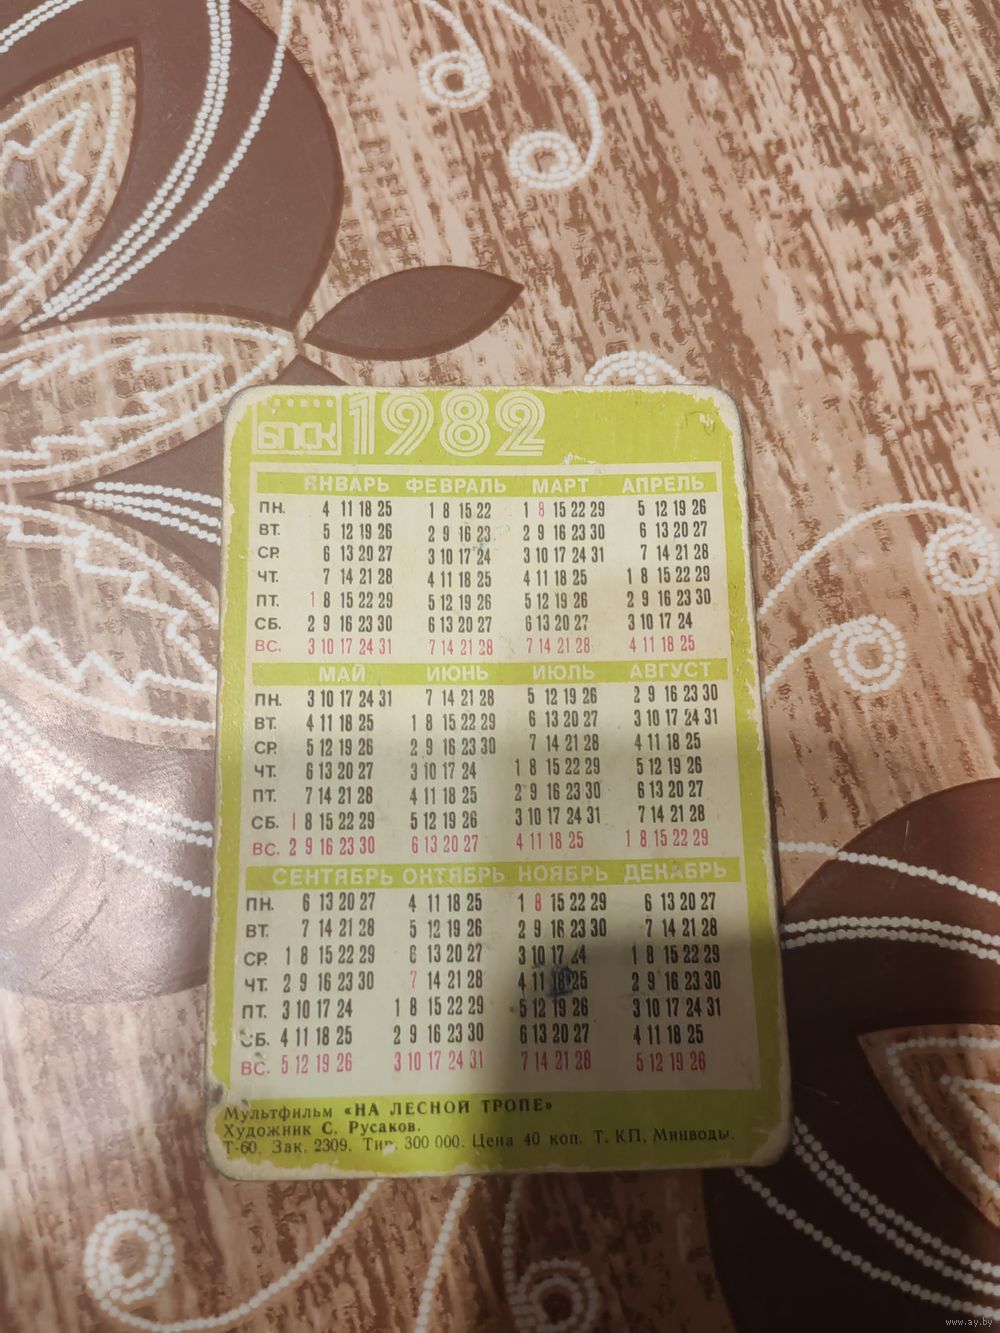 БПСК 1982
ЯНВАРЬ ФЕВРАЛЬ МАРТ АПРЕЛЬ
ПН. 4 11 18 25 1 8 15 22 1 8 15 22 29 5 12 19 26
ВТ. 5 12 19 26 2 9 16 23 2 9 16 23 30 6 13 20 27
СР. 6 13 20 27 3 10 17 24 3 10 17 24 31 7 14 21 28
ЧТ. 7 14 21 28 4 11 18 25 4 11 18 25 1 8 15 22 29
ПТ. 1 8 15 22 29 5 12 19 26 5 12 19 26 2 9 16 23 30
СБ. 2 9 16 23 30 6 13 20 27 6 13 20 27 3 10 17 24
ВС. 3 10 17 24 31 7 14 21 28 7 14 21 28 4 11 18 25
МАЙ ИЮНЬ ИЮЛЬ АВГУСТ
ПН. 3 10 17 24 31 7 14 21 28 5 12 19 26 2 9 16 23 30
ВТ. 4 11 18 25 1 8 15 22 29 6 13 20 27 3 10 17 24 31
СР. 5 12 19 26 2 9 16 23 30 7 14 21 28 4 11 18 25
ЧТ. 6 13 20 27 3 10 17 24 1 8 15 22 29 5 12 19 26
ПТ. 7 14 21 28 4 11 18 25 2 9 16 23 30 6 13 20 27
СБ. 1 8 15 22 29 5 12 19 26 3 10 17 24 31 7 14 21 28
ВС. 2 9 16 23 30 6 13 20 27 4 11 18 25 1 8 15 22 29
СЕНТЯБРЬ ОКТЯБРЬ НОЯБРЬ ДЕКАБРЬ
ПН. 6 13 20 27 4 11 18 25 1 8 15 22 29 6 13 20 27
ВТ. 7 14 21 28 5 12 19 26 2 9 16 23 30 7 14 21 28
СР. 1 8 15 22 29 6 13 20 27 3 10 17 24 1 8 15 22 29
ЧТ. 2 9 16 23 30 7 14 21 28 4 11 18 25 2 9 16 23 30
ПТ. 3 10 17 24 1 8 15 22 29 5 12 19 26 3 10 17 24 31
СБ. 4 11 18 25 2 9 16 23 30 6 13 20 27 4 11 18 25
ВС. 5 12 19 26 3 10 17 24 31 7 14 21 28 5 12 19 26
Мультфильм «НА ЛЕСНОЙ ТРОПЕ»
Художник С. Русаков.
Т-60. Зак. 2309. Тир. 300 000. Цена 40 коп. Т. КП, Минводы.
www.ay.by